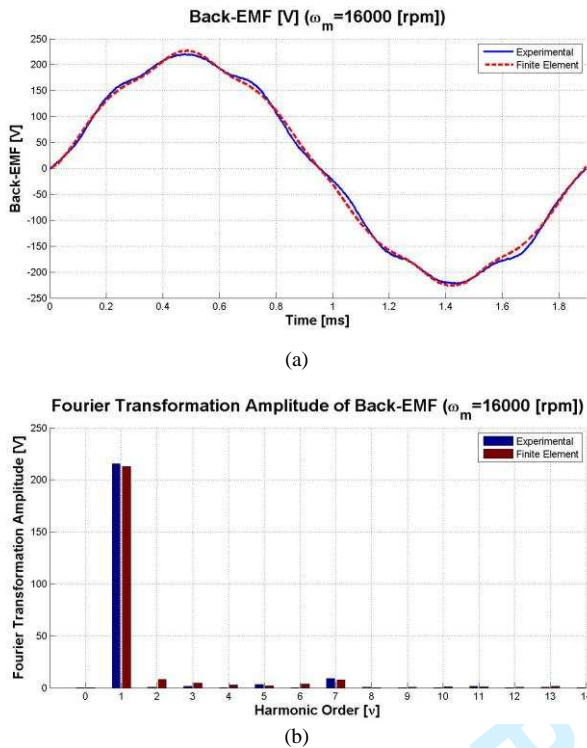 Back-EMF [V] (ωm=16000 [rpm])
Back-EMF [V]
250
200
150
100
50
0
-50
-100
-150
-200
-250
Experimental
Finite Element
0 0.2 0.4 0.6 0.8 1 1.2 1.4 1.6 1.8
Time [ms]
(a)
Fourier Transformation Amplitude of Back-EMF (ωm=16000 [rpm])
Fourier Transformation Amplitude [V]
250
200
150
100
50
0
Experimental
Finite Element
0 1 2 3 4 5 6 7 8 9 10 11 12 13 14
Harmonic Order [ν]
(b)